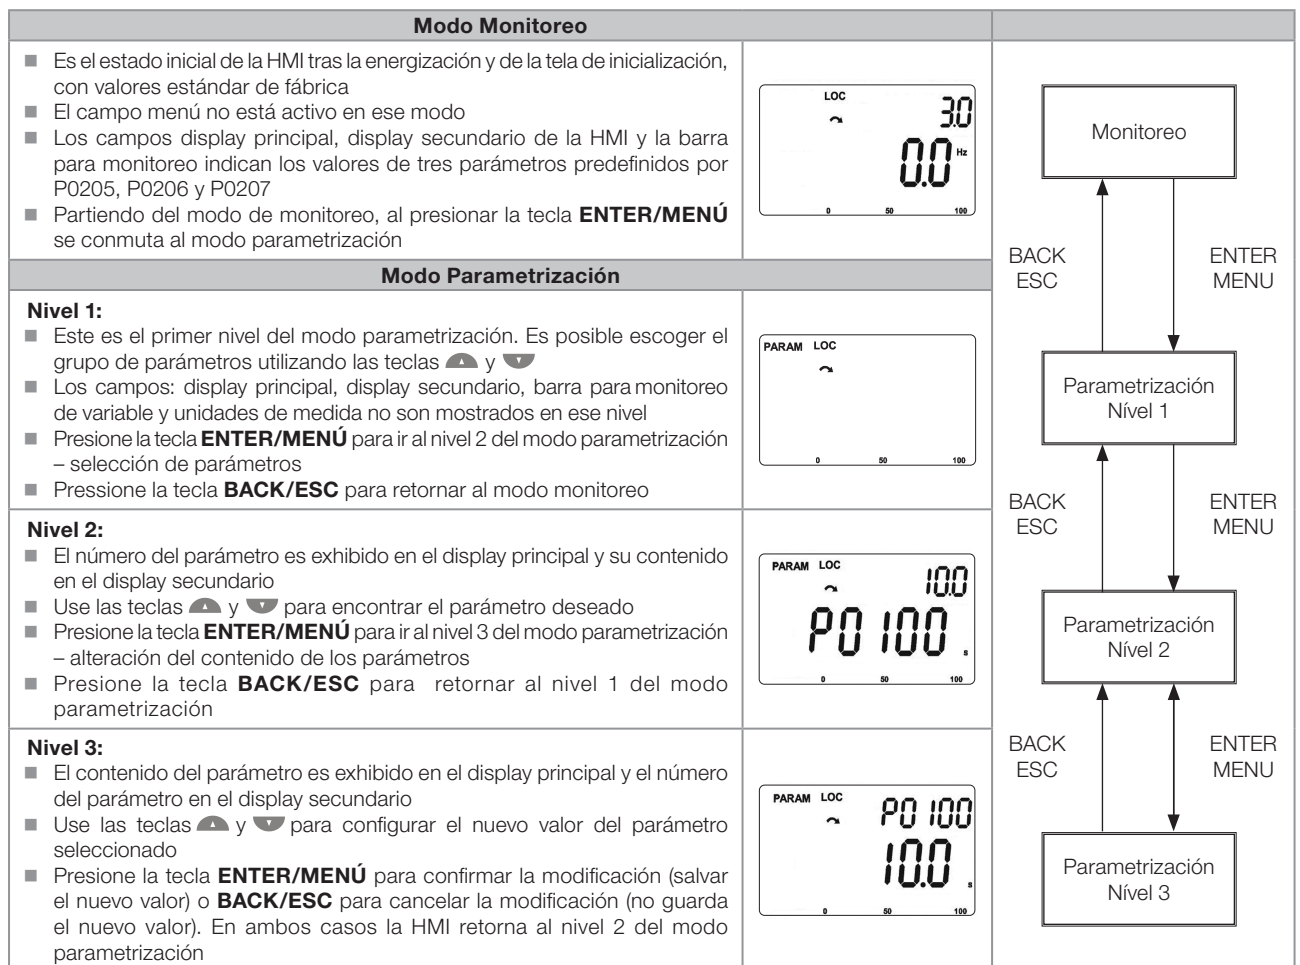 Modo Monitoreo
■ Es el estado inicial de la HMI tras la energización y de la tela de inicialización,
con valores estándar de fábrica
■ El campo menú no está activo en ese modo
■ Los campos display principal, display secundario de la HMI y la barra
para monitoreo indican los valores de tres parámetros predefinidos por
P0205, P0206 y P0207
■ Partiendo del modo de monitoreo, al presionar la tecla ENTER/MENÚ
se conmuta al modo parametrización
LOC
3.0
0.0 Hz
0 50 100
Modo Parametrización
Nivel 1:
■ Este es el primer nivel del modo parametrización. Es posible escoger el
grupo de parámetros utilizando las teclas y
■ Los campos: display principal, display secundario, barra para monitoreo
de variable y unidades de medida no son mostrados en ese nivel
■ Presione la tecla ENTER/MENÚ para ir al nivel 2 del modo parametrización
– selección de parámetros
■ Pressione la tecla BACK/ESC para retornar al modo monitoreo
PARAM LOC
0 50 100
Nivel 2:
■ El número del parámetro es exhibido en el display principal y su contenido
en el display secundario
■ Use las teclas y para encontrar el parámetro deseado
■ Presione la tecla ENTER/MENÚ para ir al nivel 3 del modo parametrización
– alteración del contenido de los parámetros
■ Presione la tecla BACK/ESC para retornar al nivel 1 del modo
parametrización
PARAM LOC
10.0
P0100 s
0 50 100
Nivel 3:
■ El contenido del parámetro es exhibido en el display principal y el número
del parámetro en el display secundario
■ Use las teclas y para configurar el nuevo valor del parámetro
seleccionado
■ Presione la tecla ENTER/MENÚ para confirmar la modificación (salvar
el nuevo valor) o BACK/ESC para cancelar la modificación (no guarda
el nuevo valor). En ambos casos la HMI retorna al nivel 2 del modo
parametrización
PARAM LOC
P0100
10.0 s
0 50 100
Monitoreo
BACK
ESC
ENTER
MENU
Parametrización
Nível 1
BACK
ESC
ENTER
MENU
Parametrización
Nível 2
BACK
ESC
ENTER
MENU
Parametrización
Nível 3